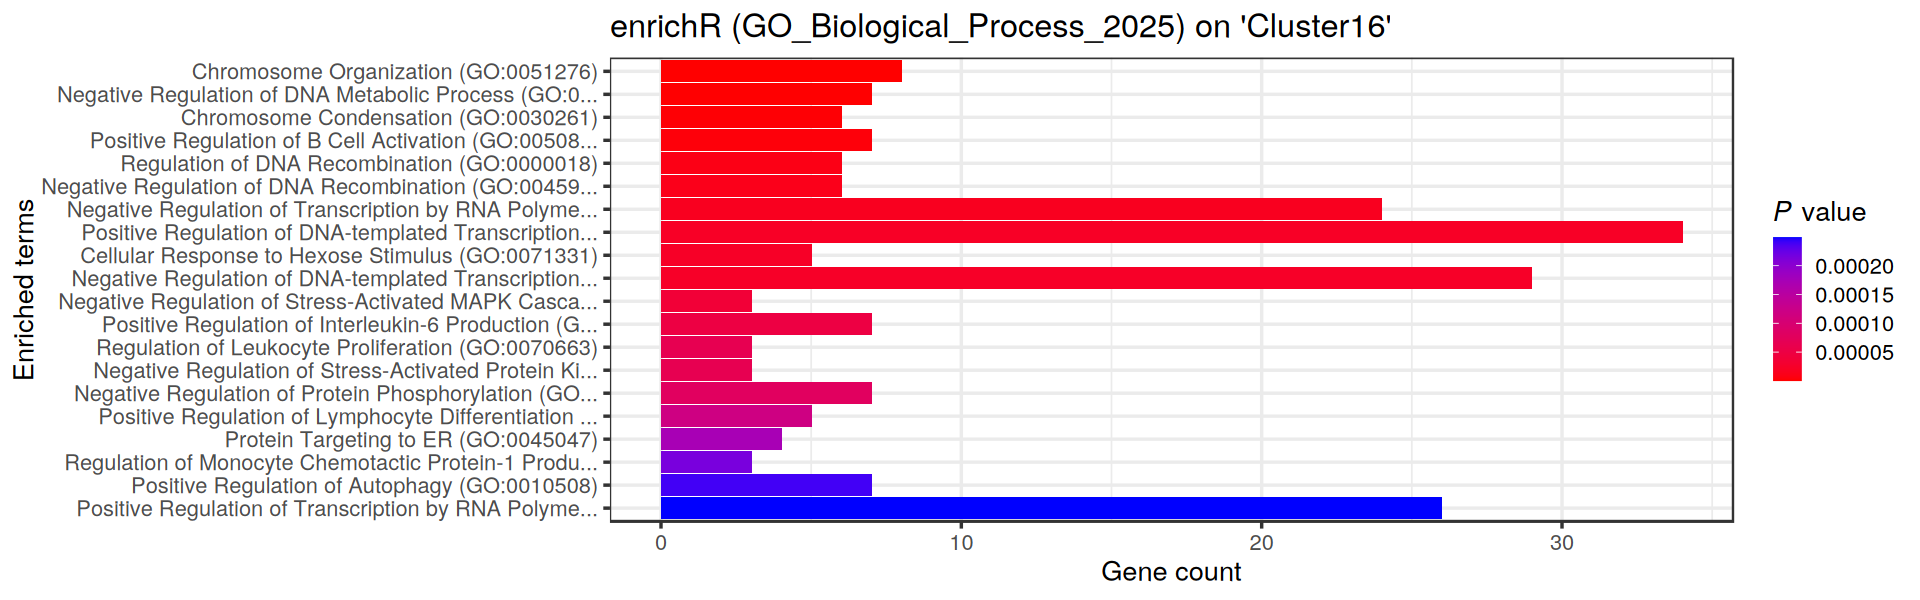 enrichR (GO_Biological_Process_2025) on 'Cluster16'
Chromosome Organization (GO:0051276)
Negative Regulation of DNA Metabolic Process (GO:0...
Chromosome Condensation (GO:0030261)
Positive Regulation of B Cell Activation (GO:00508...
Regulation of DNA Recombination (GO:0000018)
Negative Regulation of DNA Recombination (GO:00459...
Negative Regulation of Transcription by RNA Polyme...
Positive Regulation of DNA-templated Transcription...
Cellular Response to Hexose Stimulus (GO:0071331)
Negative Regulation of DNA-templated Transcription...
Negative Regulation of Stress-Activated MAPK Casca...
Positive Regulation of Interleukin-6 Production (G...
Regulation of Leukocyte Proliferation (GO:0070663)
Negative Regulation of Stress-Activated Protein Ki...
Negative Regulation of Protein Phosphorylation (GO...
Positive Regulation of Lymphocyte Differentiation ...
Protein Targeting to ER (GO:0045047)
Regulation of Monocyte Chemotactic Protein-1 Produ...
Positive Regulation of Autophagy (GO:0010508)
Positive Regulation of Transcription by RNA Polyme...
Enriched terms
0 10 20 30
Gene count
P value
0.00020
0.00015
0.00010
0.00005